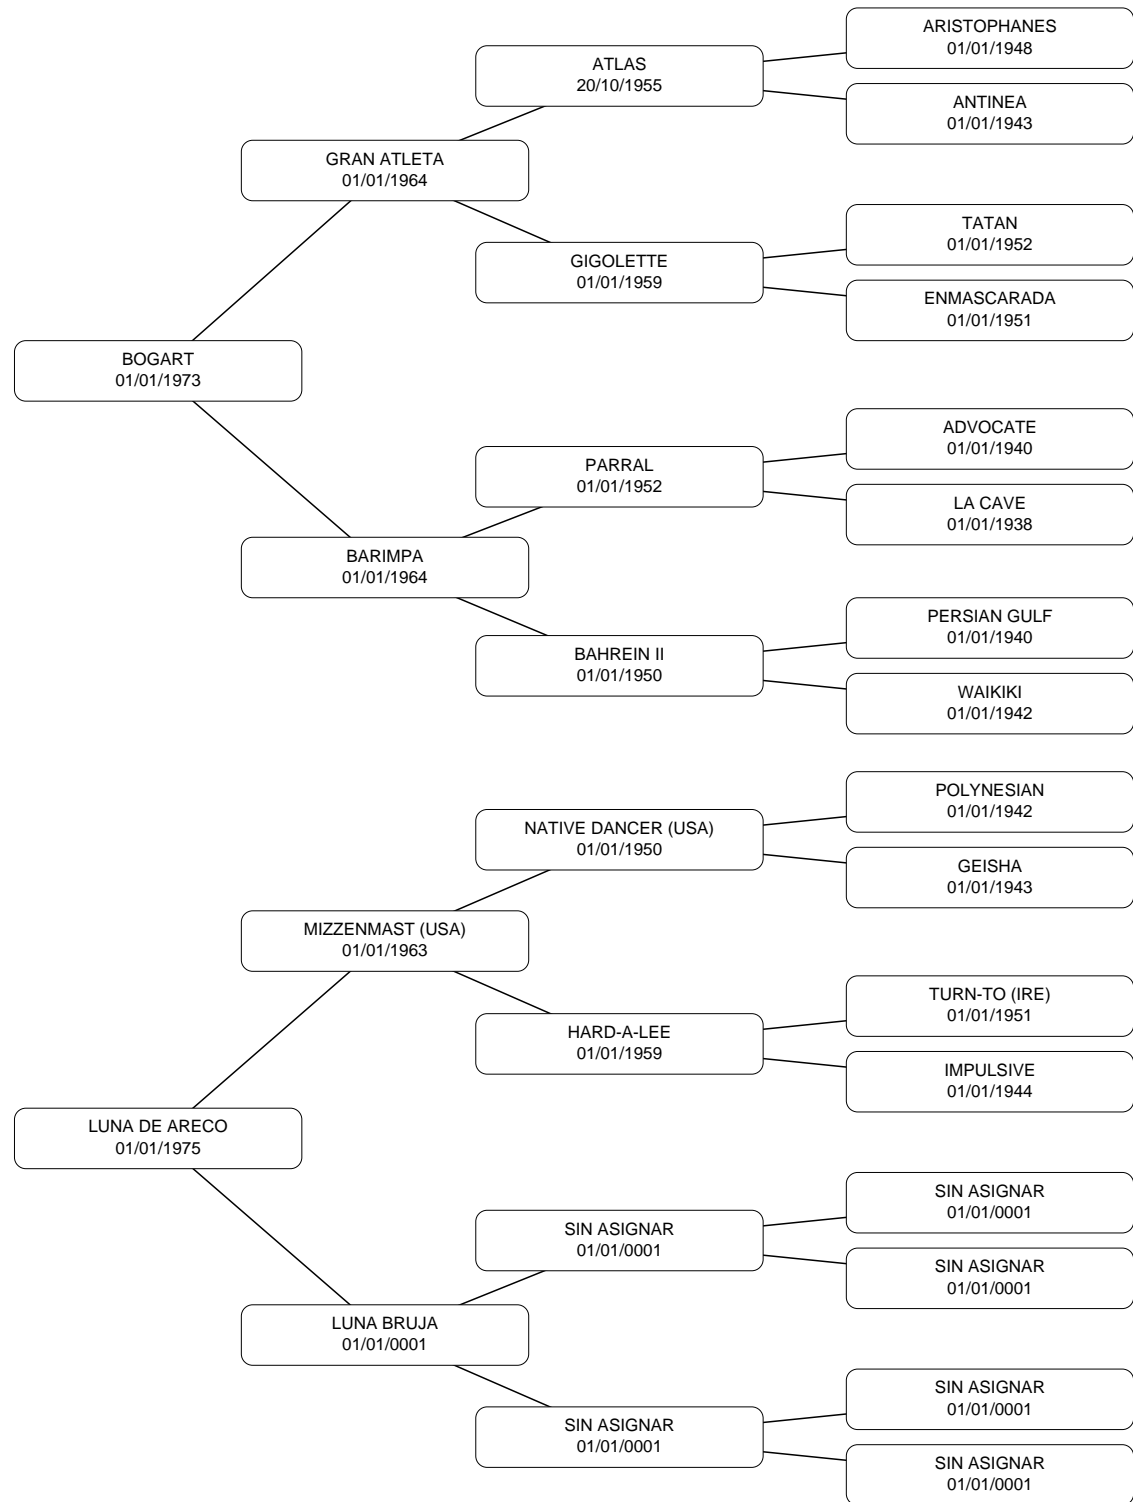 ARISTOPHANES
01/01/1948
ATLAS
20/10/1955
ANTINEA
01/01/1943
GRAN ATLETA
01/01/1964
TATAN
01/01/1952
GIGOLETTE
01/01/1959
ENMASCARADA
01/01/1951
BOGART
01/01/1973
ADVOCATE
01/01/1940
PARRAL
01/01/1952
LA CAVE
01/01/1938
BARIMPA
01/01/1964
PERSIAN GULF
01/01/1940
BAHREIN II
01/01/1950
WAIKIKI
01/01/1942
POLYNESIAN
01/01/1942
NATIVE DANCER (USA)
01/01/1950
GEISHA
01/01/1943
MIZZENMAST (USA)
01/01/1963
TURN-TO (IRE)
01/01/1951
HARD-A-LEE
01/01/1959
IMPULSIVE
01/01/1944
LUNA DE ARECO
01/01/1975
SIN ASIGNAR
01/01/0001
SIN ASIGNAR
01/01/0001
SIN ASIGNAR
01/01/0001
LUNA BRUJA
01/01/0001
SIN ASIGNAR
01/01/0001
SIN ASIGNAR
01/01/0001
SIN ASIGNAR
01/01/0001